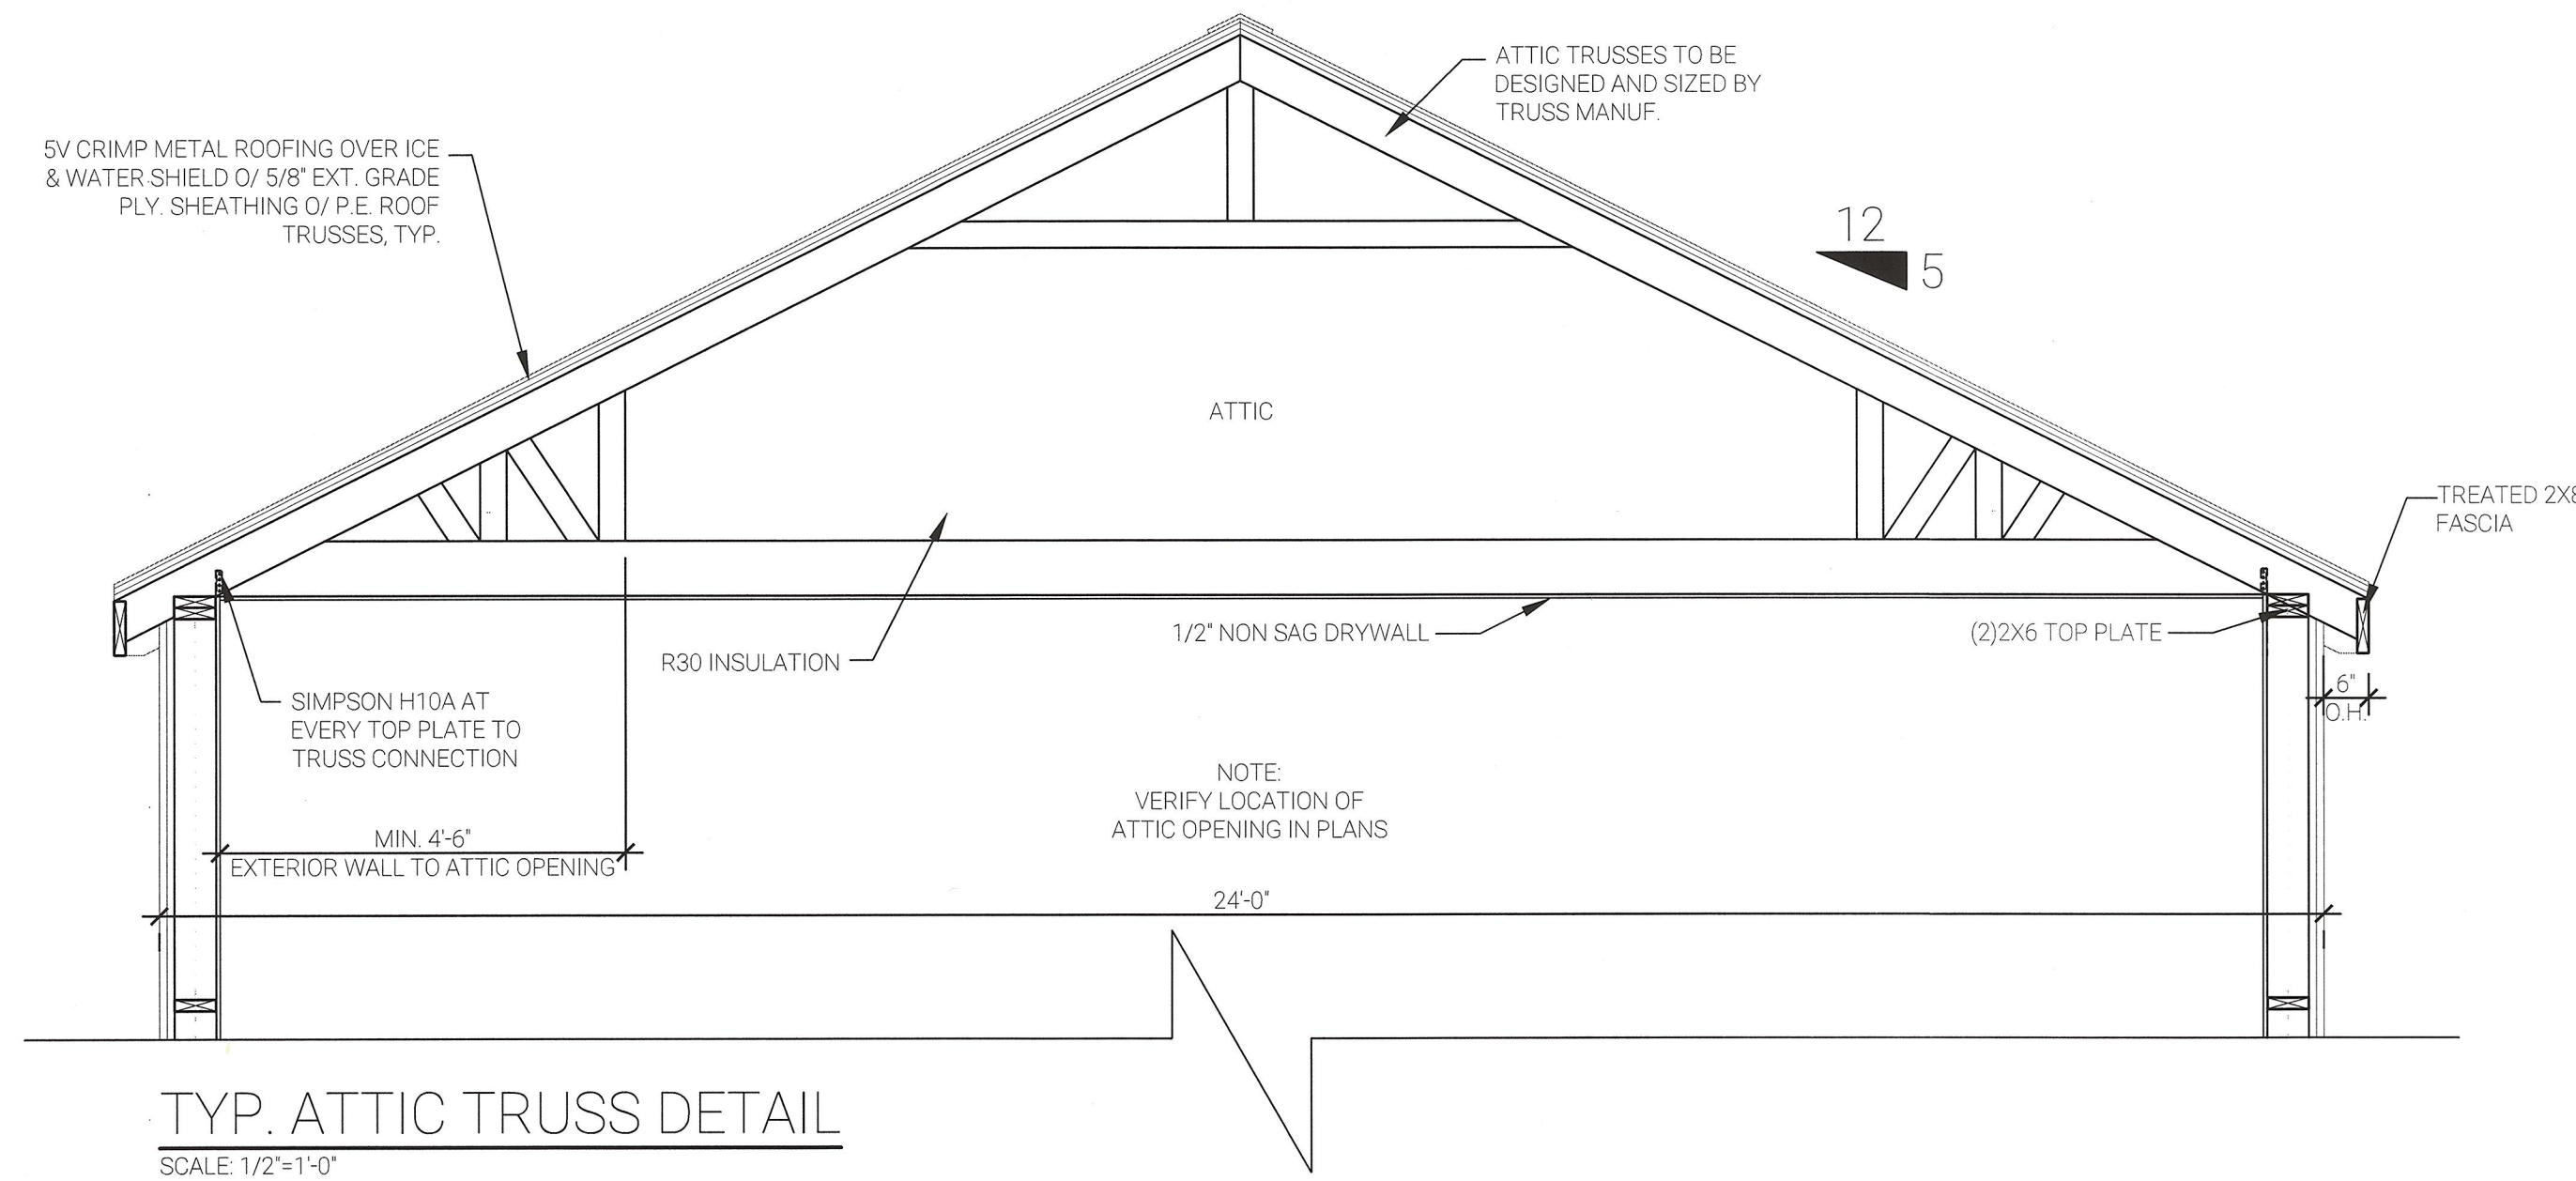 ATTIC TRUSSES TO BE
DESIGNED AND SIZED BY
TRUSS MANUF.
5V CRIMP METAL ROOFING OVER ICE
& WATER SHIELD O/ 5/8" EXT. GRADE
PLY. SHEATHING O/ P.E. ROOF
TRUSSES, TYP.
12
5
ATTIC
TREATED 2X8
FASCIA
1/2" NON SAG DRYWALL
(2)2X6 TOP PLATE
R30 INSULATION
6"
O.H.
SIMPSON H10A AT
EVERY TOP PLATE TO
TRUSS CONNECTION
NOTE:
VERIFY LOCATION OF
ATTIC OPENING IN PLANS
MIN. 4'-6"
EXTERIOR WALL TO ATTIC OPENING
24'-0"
TYP. ATTIC TRUSS DETAIL
SCALE: 1/2"=1'-0"